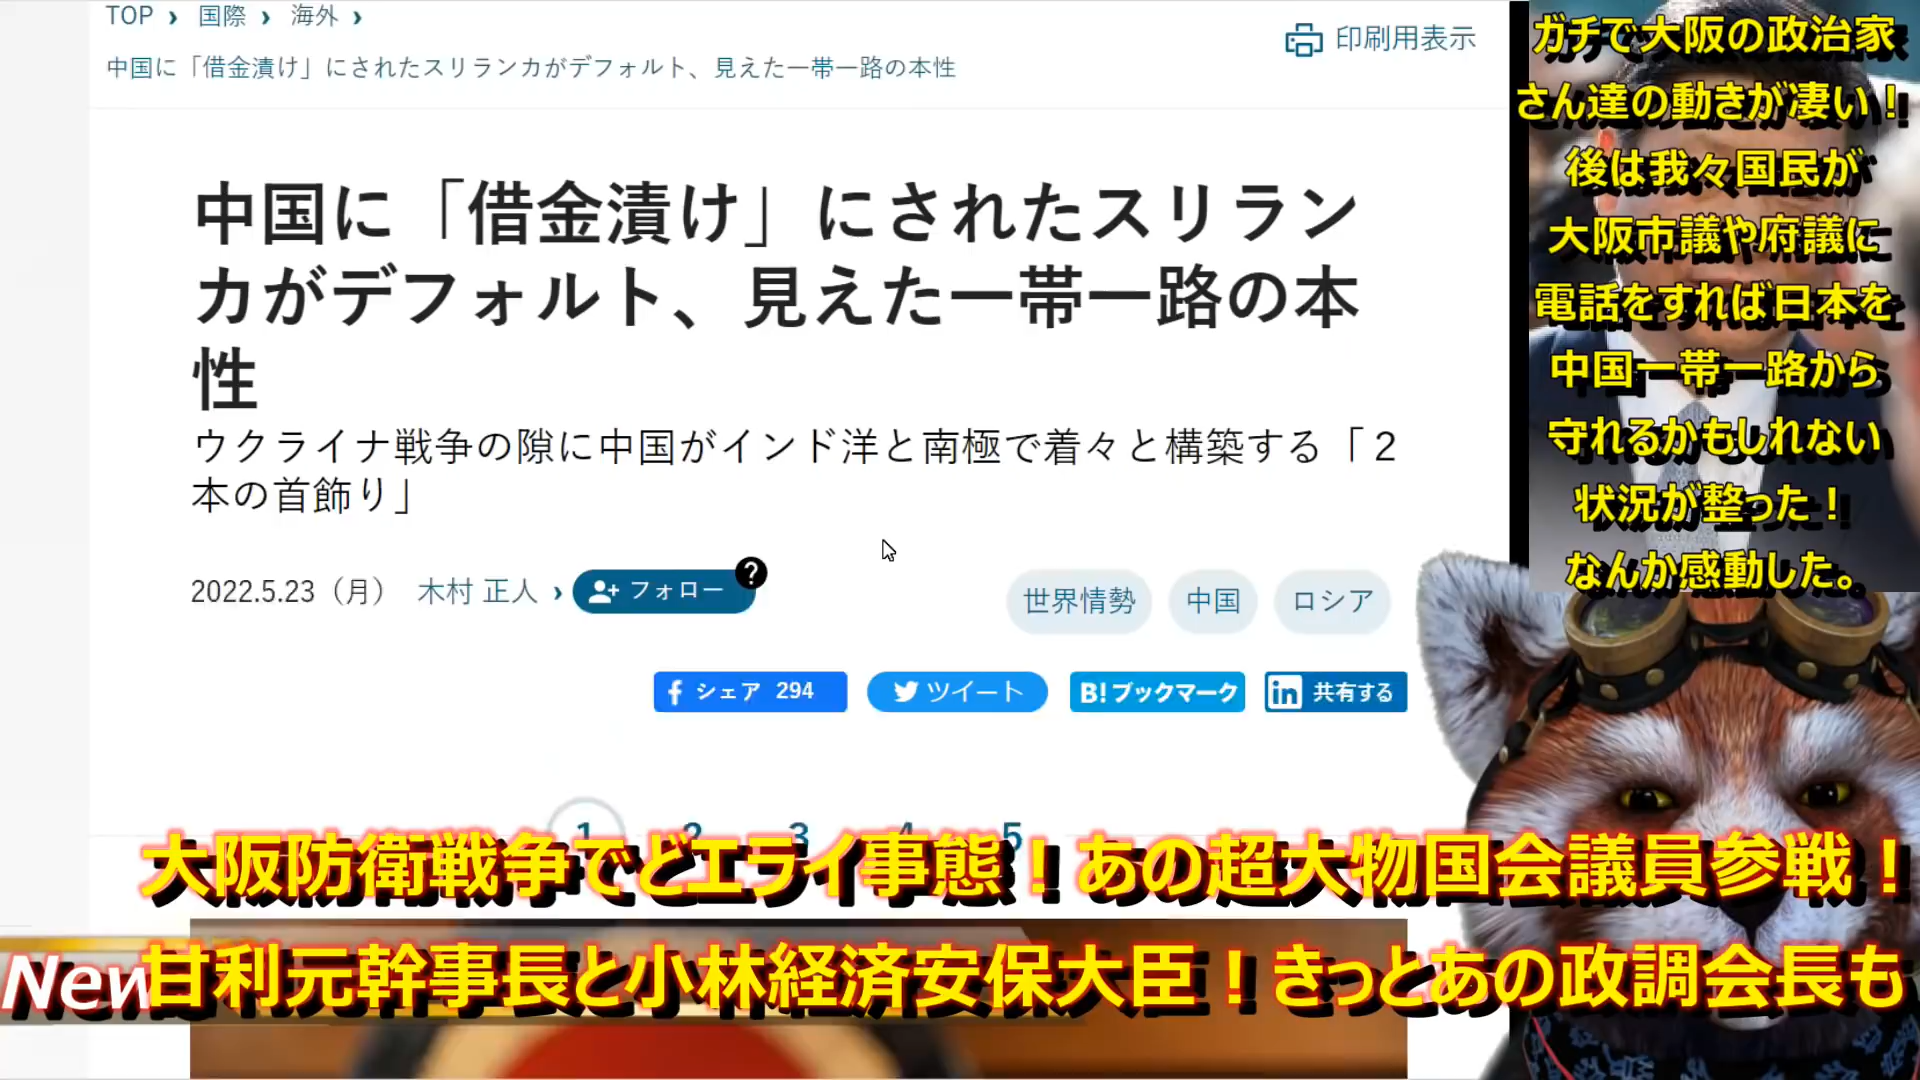 TOP › 国際 › 海外 ›
中国に「借金漬け」にされたスリランカがデフォルト、見えた一帯一路の本性
印刷用表示
中国に「借金漬け」にされたスリラン
カがデフォルト、見えた一帯一路の本
性
ウクライナ戦争の隙に中国がインド洋と南極で着々と構築する「２
本の首飾り」
2022.5.23（月） 木村 正人 › フォロー ?
世界情勢 中国 ロシア
シェア 294 ツイート B!ブックマーク in 共有する
1 2 3 4 5
ガチで大阪の政治家
さん達の動きが凄い！
後は我々国民が
大阪市議や府議に
電話をすれば日本を
中国一帯一路から
守れるかもしれない
状況が整った！
なんか感動した。
大阪防衛戦争でどエライ事態！あの超大物国会議員参戦！
New
甘利元幹事長と小林経済安保大臣！きっとあの政調会長も